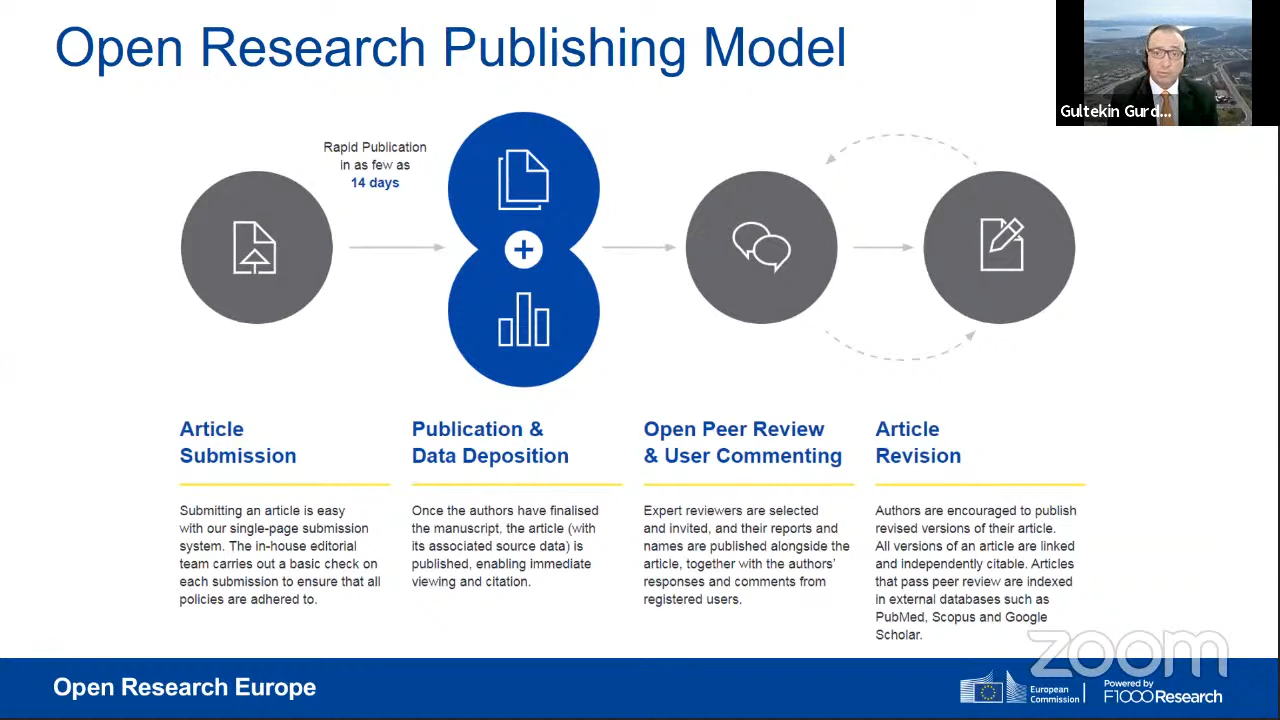 Open Research Publishing Model
Gultekin Gurd...
Rapid Publication
in as few as
14 days
Article
Submission
Submitting an article is easy
with our single-page submission
system. The in-house editorial
team carries out a basic check on
each submission to ensure that all
policies are adhered to.
Publication &
Data Deposition
Once the authors have finalised
the manuscript, the article (with
its associated source data) is
published, enabling immediate
viewing and citation.
Open Peer Review
& User Commenting
Expert reviewers are selected
and invited, and their reports and
names are published alongside the
article, together with the authors'
responses and comments from
registered users.
Article
Revision
Authors are encouraged to publish
revised versions of their article.
All versions of an article are linked
and independently citable. Articles
that pass peer review are indexed
in external databases such as
PubMed, Scopus and Google
Scholar.
zoom
Open Research Europe
European
Commission
Powered by
F1000Research